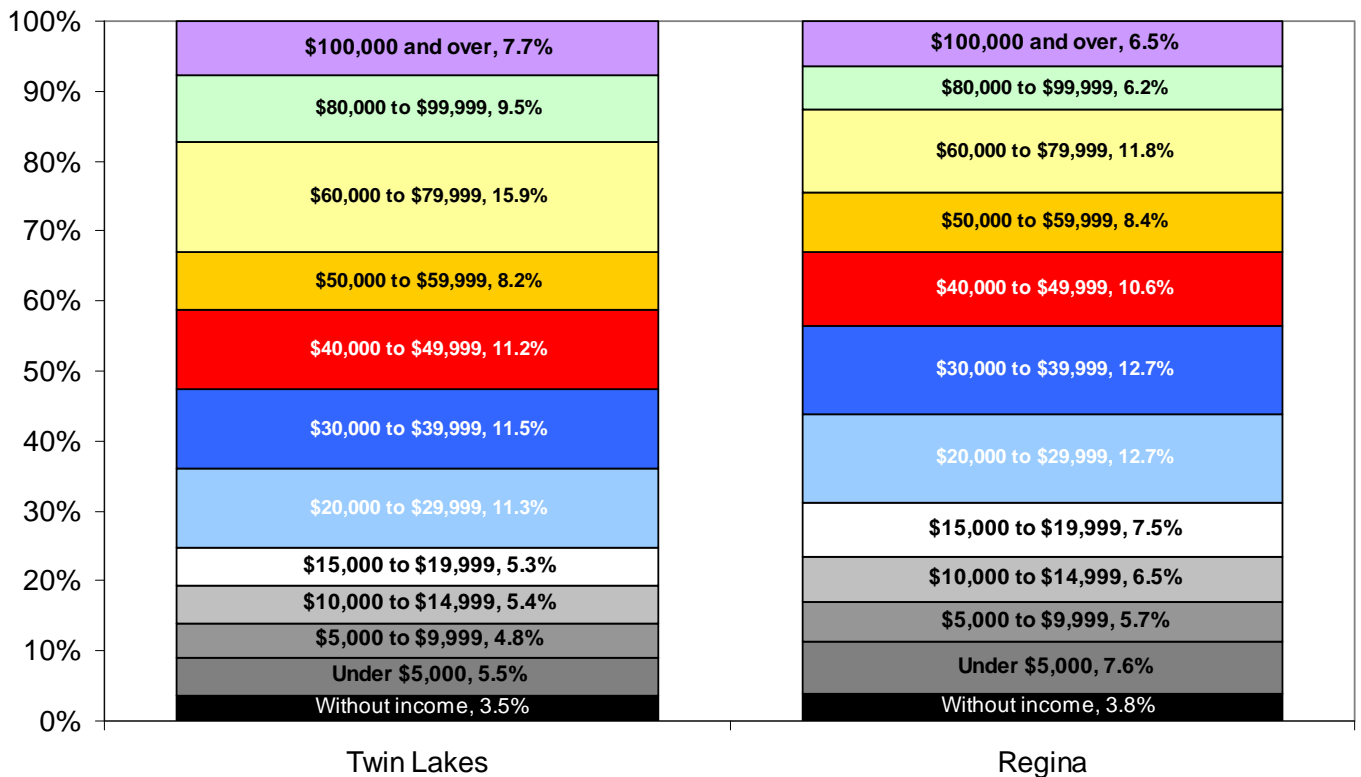 100%
90%
80%
70%
60%
50%
40%
30%
20%
10%
0%
$100,000 and over, 7.7%
$80,000 to $99,999, 9.5%
$60,000 to $79,999, 15.9%
$50,000 to $59,999, 8.2%
$40,000 to $49,999, 11.2%
$30,000 to $39,999, 11.5%
$20,000 to $29,999, 11.3%
$15,000 to $19,999, 5.3%
$10,000 to $14,999, 5.4%
$5,000 to $9,999, 4.8%
Under $5,000, 5.5%
Without income, 3.5%
$100,000 and over, 6.5%
$80,000 to $99,999, 6.2%
$60,000 to $79,999, 11.8%
$50,000 to $59,999, 8.4%
$40,000 to $49,999, 10.6%
$30,000 to $39,999, 12.7%
$20,000 to $29,999, 12.7%
$15,000 to $19,999, 7.5%
$10,000 to $14,999, 6.5%
$5,000 to $9,999, 5.7%
Under $5,000, 7.6%
Without income, 3.8%
Twin Lakes
Regina